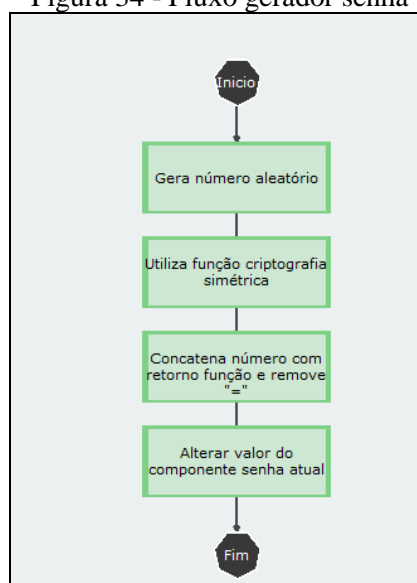 Figura 34 - Fluxo gerador senha
Inicio
Gera número aleatório
Utiliza função criptografia
simétrica
Concatena número com
retorno função e remove
"="
Alterar valor do
componente senha atual
Fim